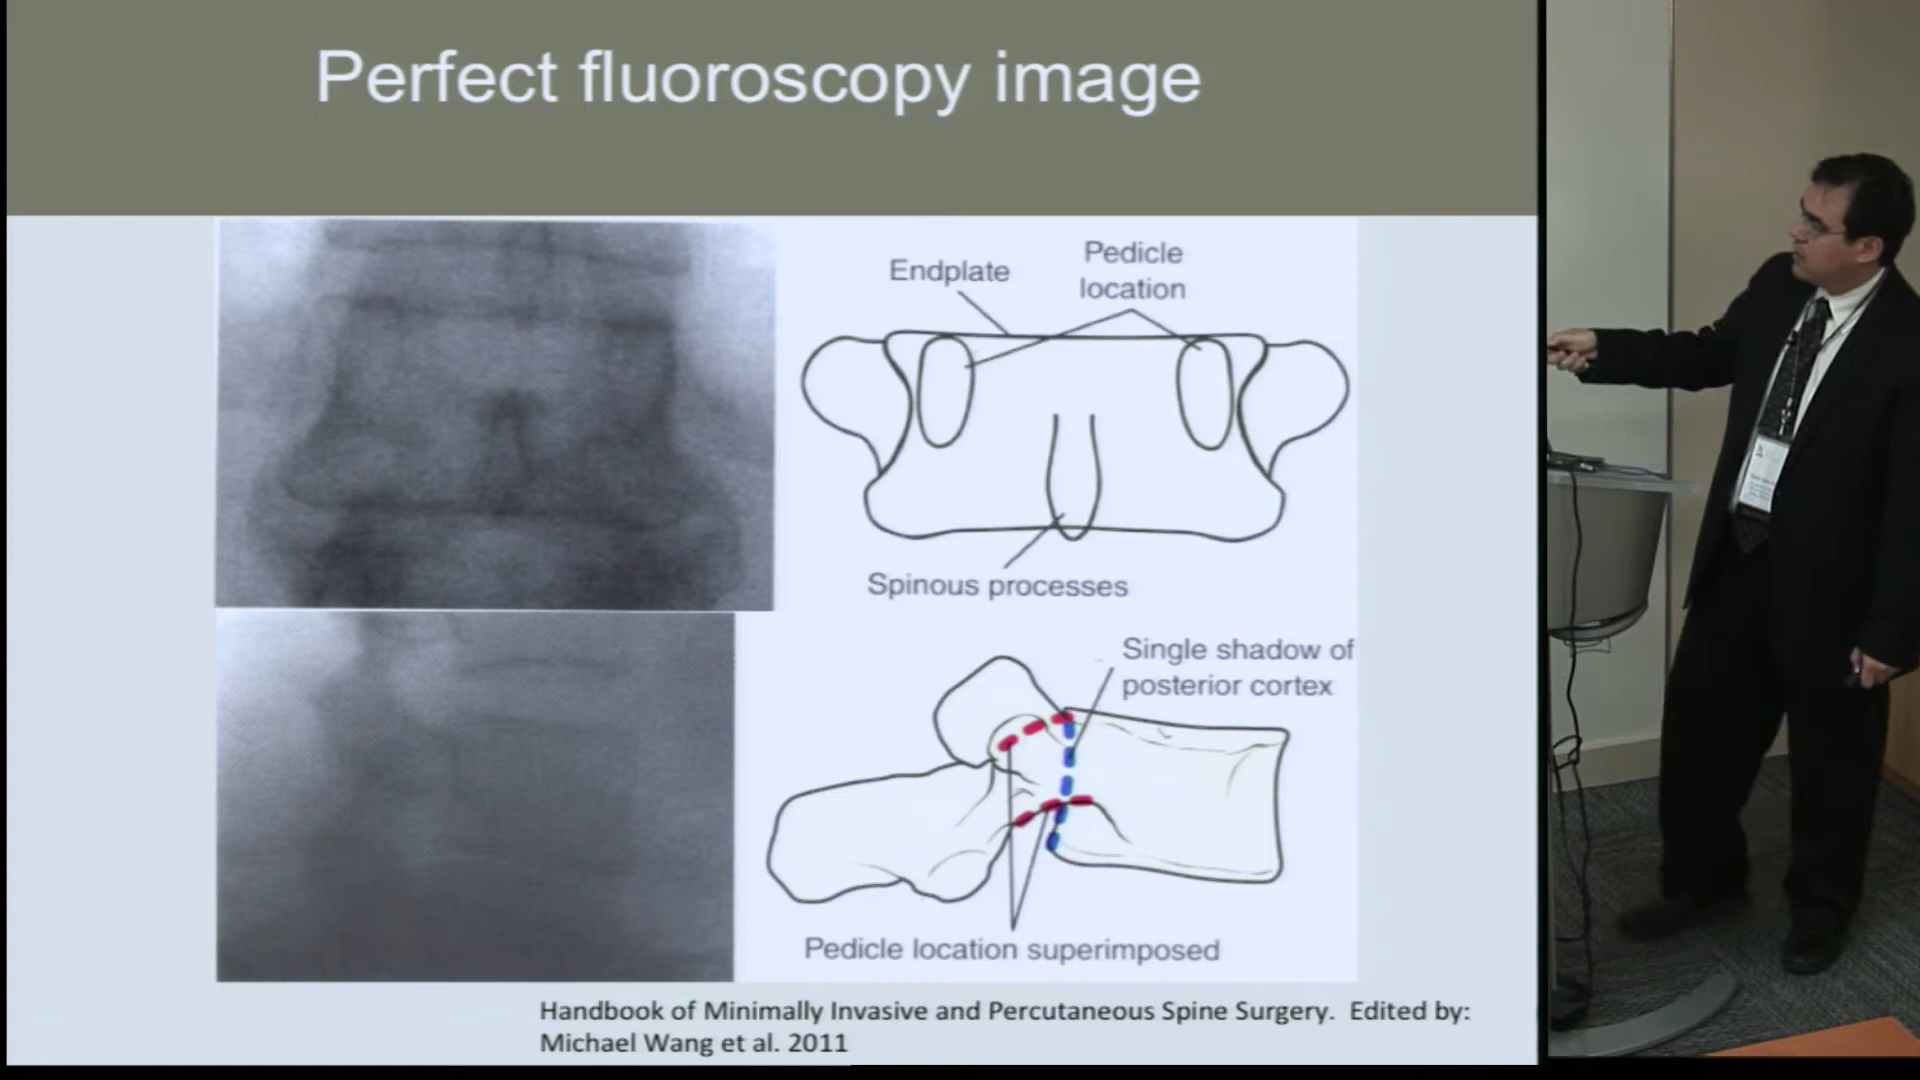 Perfect fluoroscopy image
Endplate
Pedicle
location
Spinous processes
Single shadow of
posterior cortex
Pedicle location superimposed
Handbook of Minimally Invasive and Percutaneous Spine Surgery. Edited by:
Michael Wang et al. 2011